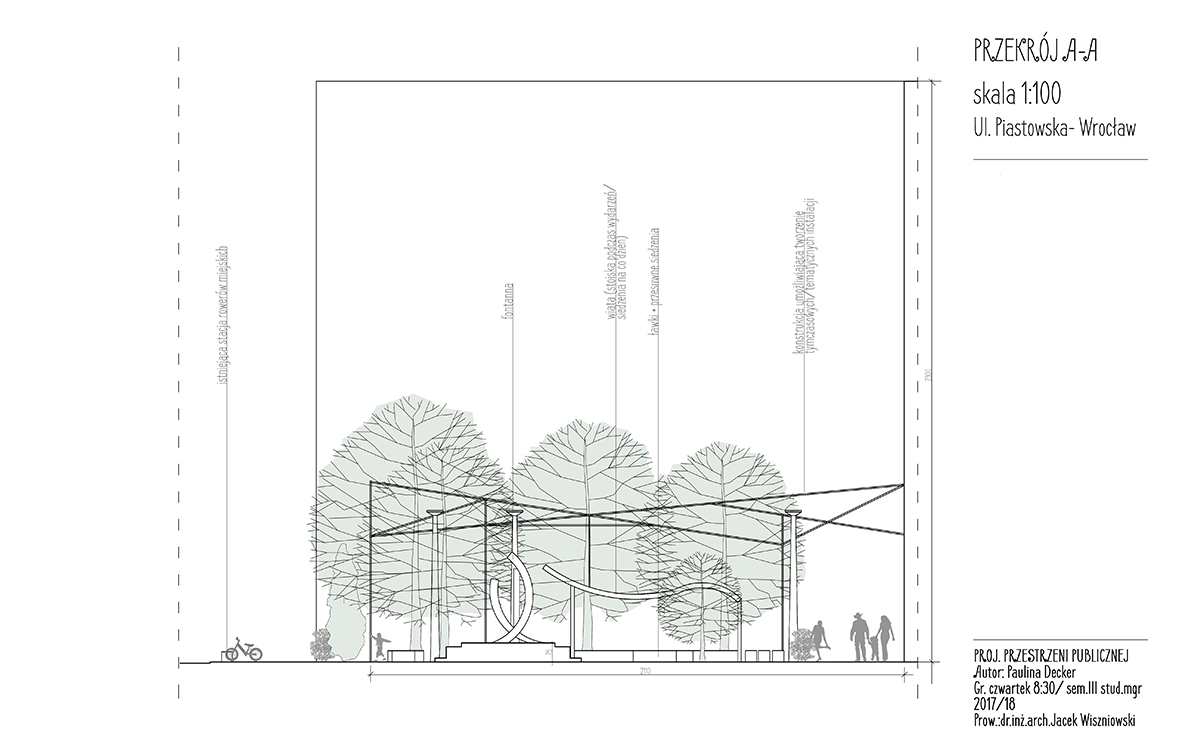 PRZEKRÓJ A-A
skala 1:100
Ul. Piastowska- Wrocław
istniejąca stacja rowerów miejskich
fontanna
wiata (stoiska podczas wydarzeń/
siedzenia na co dzień)
ławki + przesuwne siedzenia
konstrukcja umożliwiająca tworzenie
tymczasowych/tematycznych instalacji
2300
2110
PROJ. PRZESTRZENI PUBLICZNEJ
Autor: Paulina Decker
Gr. czwartek 8:30/ sem.III stud.mgr
2017/18
Prow.:dr.inż.arch.Jacek Wiszniowski